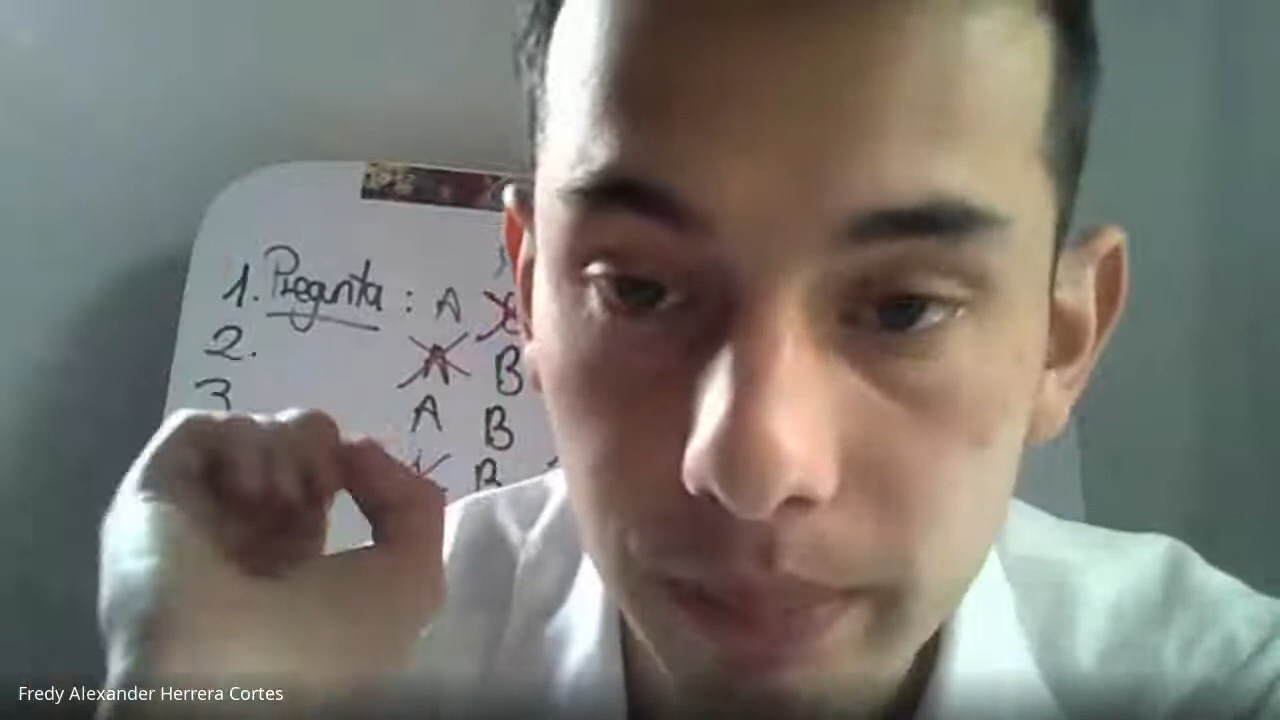 1. Pregunta : A
2. A B
3 A B
B
Fredy Alexander Herrera Cortes